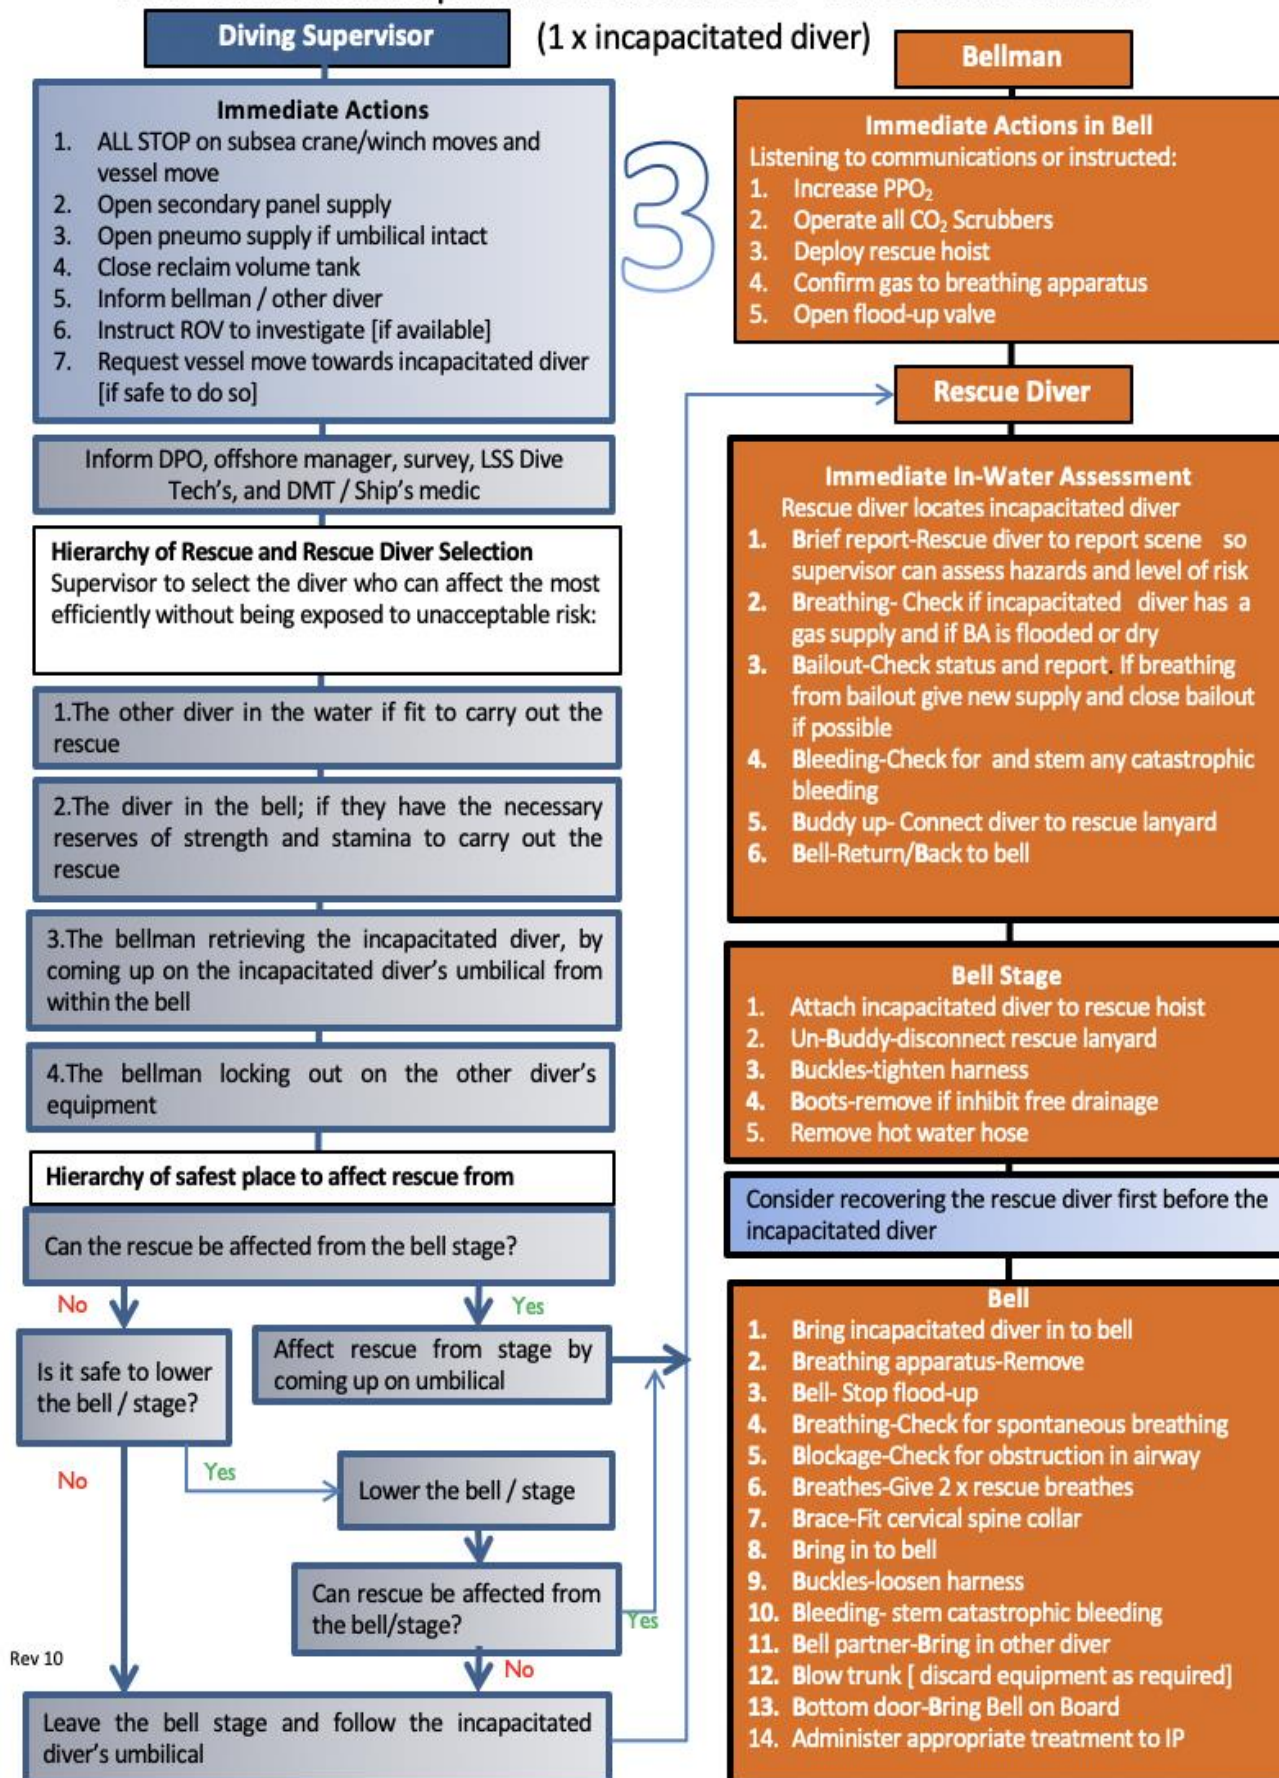 Diving Supervisor
(1 x incapacitated diver)
Immediate Actions
1. ALL STOP on subsea crane/winch moves and
vessel move
2. Open secondary panel supply
3. Open pneumo supply if umbilical intact
4. Close reclaim volume tank
5. Inform bellman / other diver
6. Instruct ROV to investigate [if available]
7. Request vessel move towards incapacitated diver
[if safe to do so]
Inform DPO, offshore manager, survey, LSS Dive
Tech's, and DMT / Ship's medic
Hierarchy of Rescue and Rescue Diver Selection
Supervisor to select the diver who can affect the most
efficiently without being exposed to unacceptable risk:
1.The other diver in the water if fit to carry out the
rescue
2.The diver in the bell; if they have the necessary
reserves of strength and stamina to carry out the
rescue
3.The bellman retrieving the incapacitated diver, by
coming up on the incapacitated diver's umbilical from
within the bell
4.The bellman locking out on the other diver's
equipment
Hierarchy of safest place to affect rescue from
Can the rescue be affected from the bell stage?
No
Yes
Is it safe to lower
the bell / stage?
Affect rescue from stage by
coming up on umbilical
No
Yes
Lower the bell / stage
Can rescue be affected from
the bell/stage?
Yes
No
Rev 10
Leave the bell stage and follow the incapacitated
diver's umbilical
3
Bellman
Immediate Actions in Bell
Listening to communications or instructed:
1. Increase PPO₂
2. Operate all CO₂ Scrubbers
3. Deploy rescue hoist
4. Confirm gas to breathing apparatus
5. Open flood-up valve
Rescue Diver
Immediate In-Water Assessment
Rescue diver locates incapacitated diver
1. Brief report-Rescue diver to report scene so
supervisor can assess hazards and level of risk
2. Breathing- Check if incapacitated diver has a
gas supply and if BA is flooded or dry
3. Bailout-Check status and report. If breathing
from bailout give new supply and close bailout
if possible
4. Bleeding-Check for and stem any catastrophic
bleeding
5. Buddy up- Connect diver to rescue lanyard
6. Bell-Return/Back to bell
Bell Stage
1. Attach incapacitated diver to rescue hoist
2. Un-Buddy-disconnect rescue lanyard
3. Buckles-tighten harness
4. Boots-remove if inhibit free drainage
5. Remove hot water hose
Consider recovering the rescue diver first before the
incapacitated diver
Bell
1. Bring incapacitated diver in to bell
2. Breathing apparatus-Remove
3. Bell- Stop flood-up
4. Breathing-Check for spontaneous breathing
5. Blockage-Check for obstruction in airway
6. Breathes-Give 2 x rescue breathes
7. Brace-Fit cervical spine collar
8. Bring in to bell
9. Buckles-loosen harness
10. Bleeding- stem catastrophic bleeding
11. Bell partner-Bring in other diver
12. Blow trunk [ discard equipment as required]
13. Bottom door-Bring Bell on Board
14. Administer appropriate treatment to IP